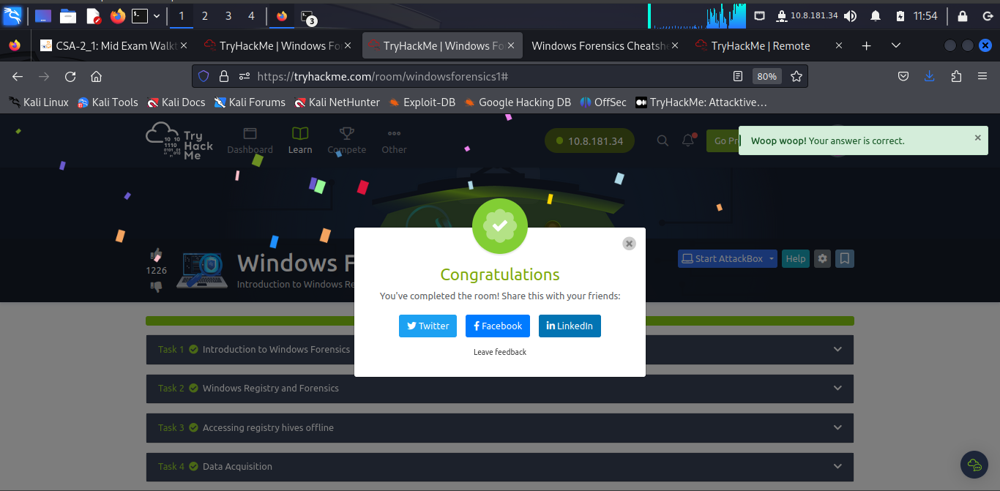 1 2 3 4 3 10.8.181.34 11:54
CSA-2_1: Mid Exam Walkt TryHackMe | Windows Fo TryHackMe | Windows Fo Windows Forensics Cheatshe TryHackMe | Remote
https://tryhackme.com/room/windowsforensics1# 80%
Kali Linux Kali Tools Kali Docs Kali Forums Kali NetHunter Exploit-DB Google Hacking DB OffSec TryHackMe: Attacktive…
Try
Hack
Me
Dashboard Learn Compete Other 10.8.181.34 Go Pr
Woop woop! Your answer is correct.
1226
Windows F
Introduction to Windows Re
Start AttackBox Help
Congratulations
You've completed the room! Share this with your friends:
Twitter Facebook LinkedIn
Leave feedback
Task 1 Introduction to Windows Forensics
Task 2 Windows Registry and Forensics
Task 3 Accessing registry hives offline
Task 4 Data Acquisition